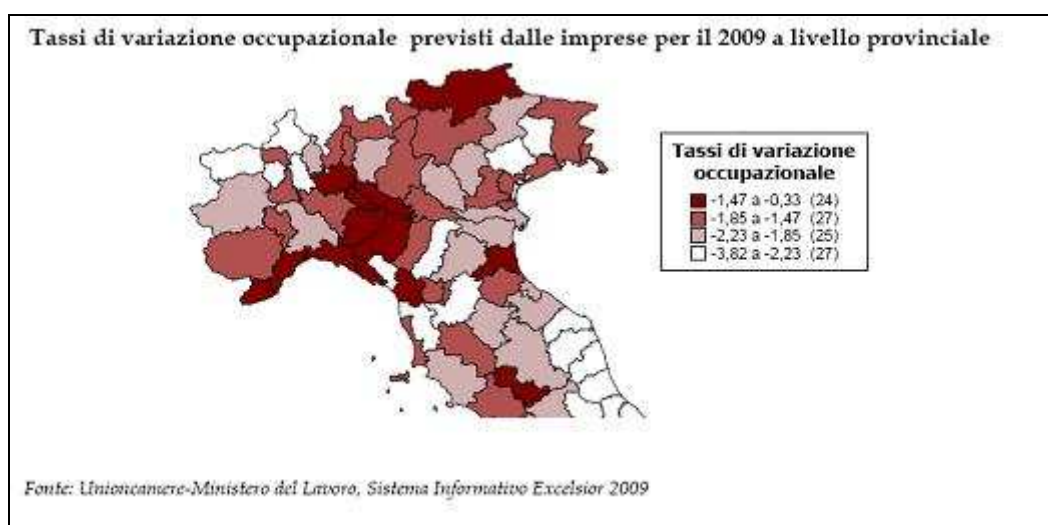 Tassi di variazione occupazionale previsti dalle imprese per il 2009 a livello provinciale
Tassi di variazione
occupazionale
-1,47 a -0,33 (24)
-1,85 a -1,47 (27)
-2,23 a -1,85 (25)
-3,82 a -2,23 (27)
Fonte: Unioncamere-Ministero del Lavoro, Sistema Informativo Excelsior 2009